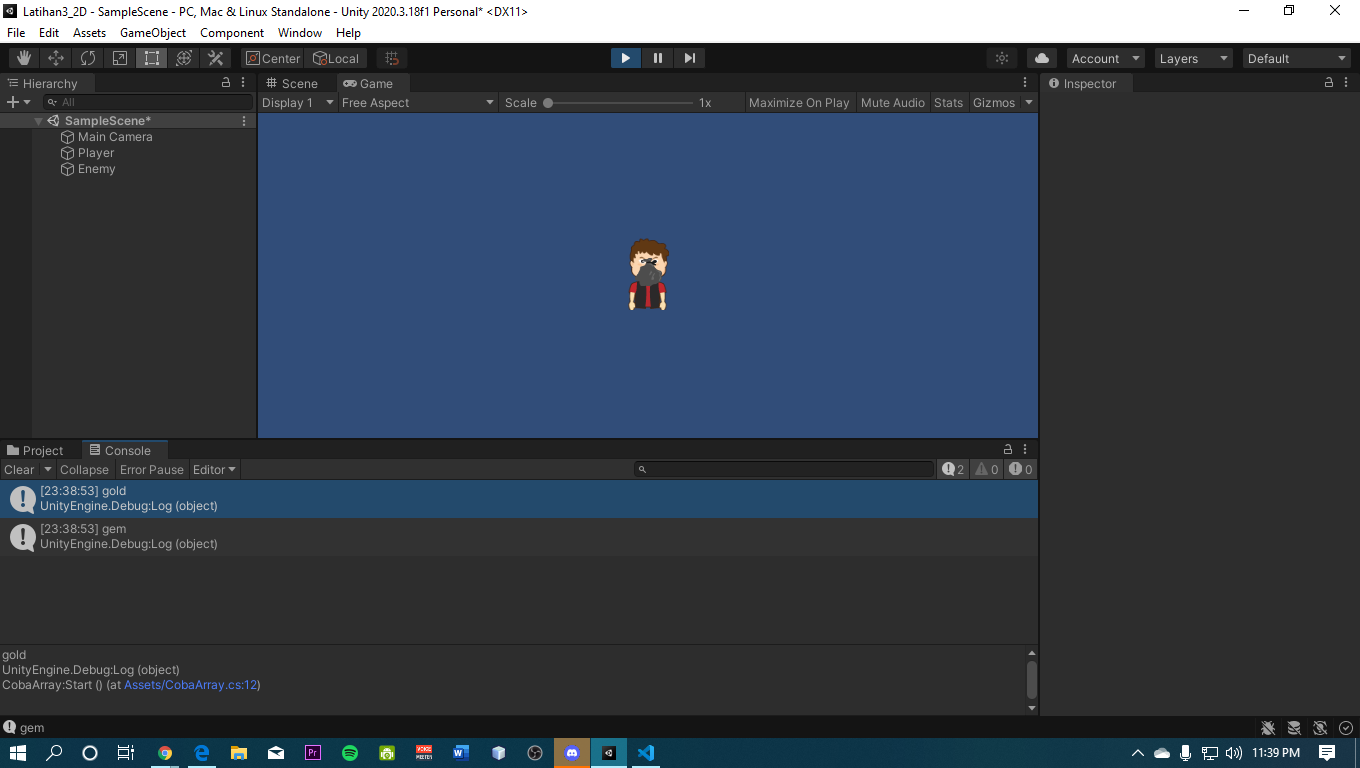 Latihan3_2D - SampleScene - PC, Mac & Linux Standalone - Unity 2020.3.18f1 Personal* <DX11>
File Edit Assets GameObject Component Window Help
Center Local Account Layers Default
Hierarchy Scene Game Inspector
All Display 1 Free Aspect Scale 1x Maximize On Play Mute Audio Stats Gizmos
SampleScene*
Main Camera
Player
Enemy
Project Console
Clear Collapse Error Pause Editor 2 0 0
[23:38:53] gold
UnityEngine.Debug:Log (object)
[23:38:53] gem
UnityEngine.Debug:Log (object)
gold
UnityEngine.Debug:Log (object)
CobaArray:Start () (at Assets/CobaArray.cs:12)
gem
Pr VOICE MEETER W 11:39 PM